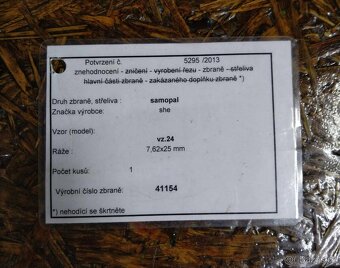 Potvrzení č. 5295 /2013
znehodnocení - zničení - vyrobení řezu - zbraně - střeliva
hlavní části zbraně - zakázaného doplňku zbraně *)
Druh zbraně, střeliva : samopal
Značka výrobce: she
Vzor (model): vz.24
Ráže : 7,62x25 mm
Počet kusů: 1
Výrobní číslo zbraně: 41154
*) nehodící se škrtněte